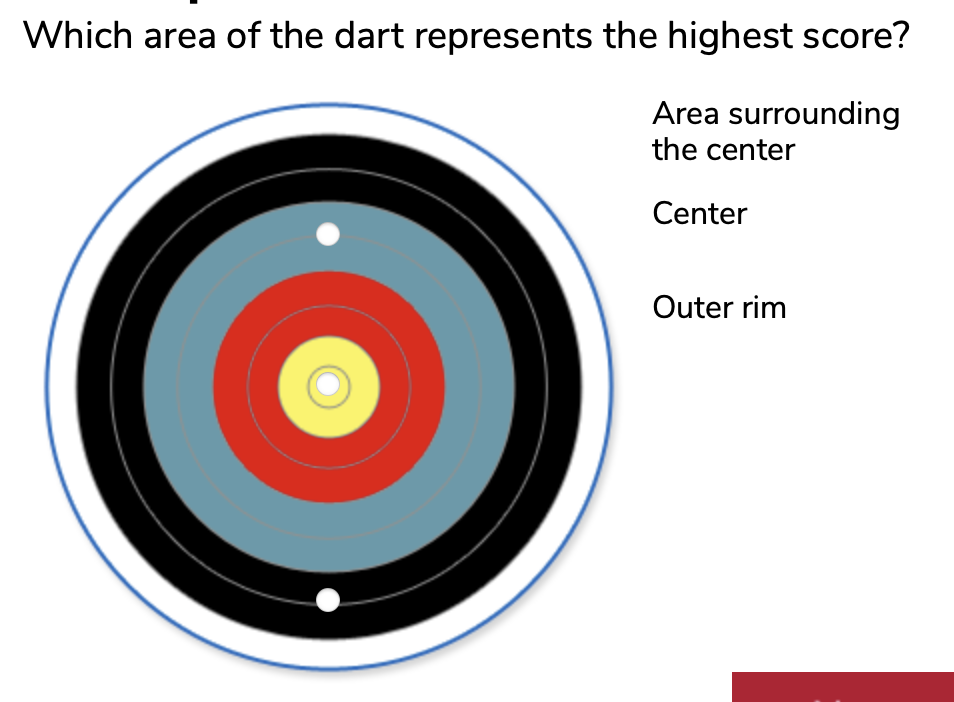 Which area of the dart represents the highest score?
Area surrounding
the center
Center
Outer rim